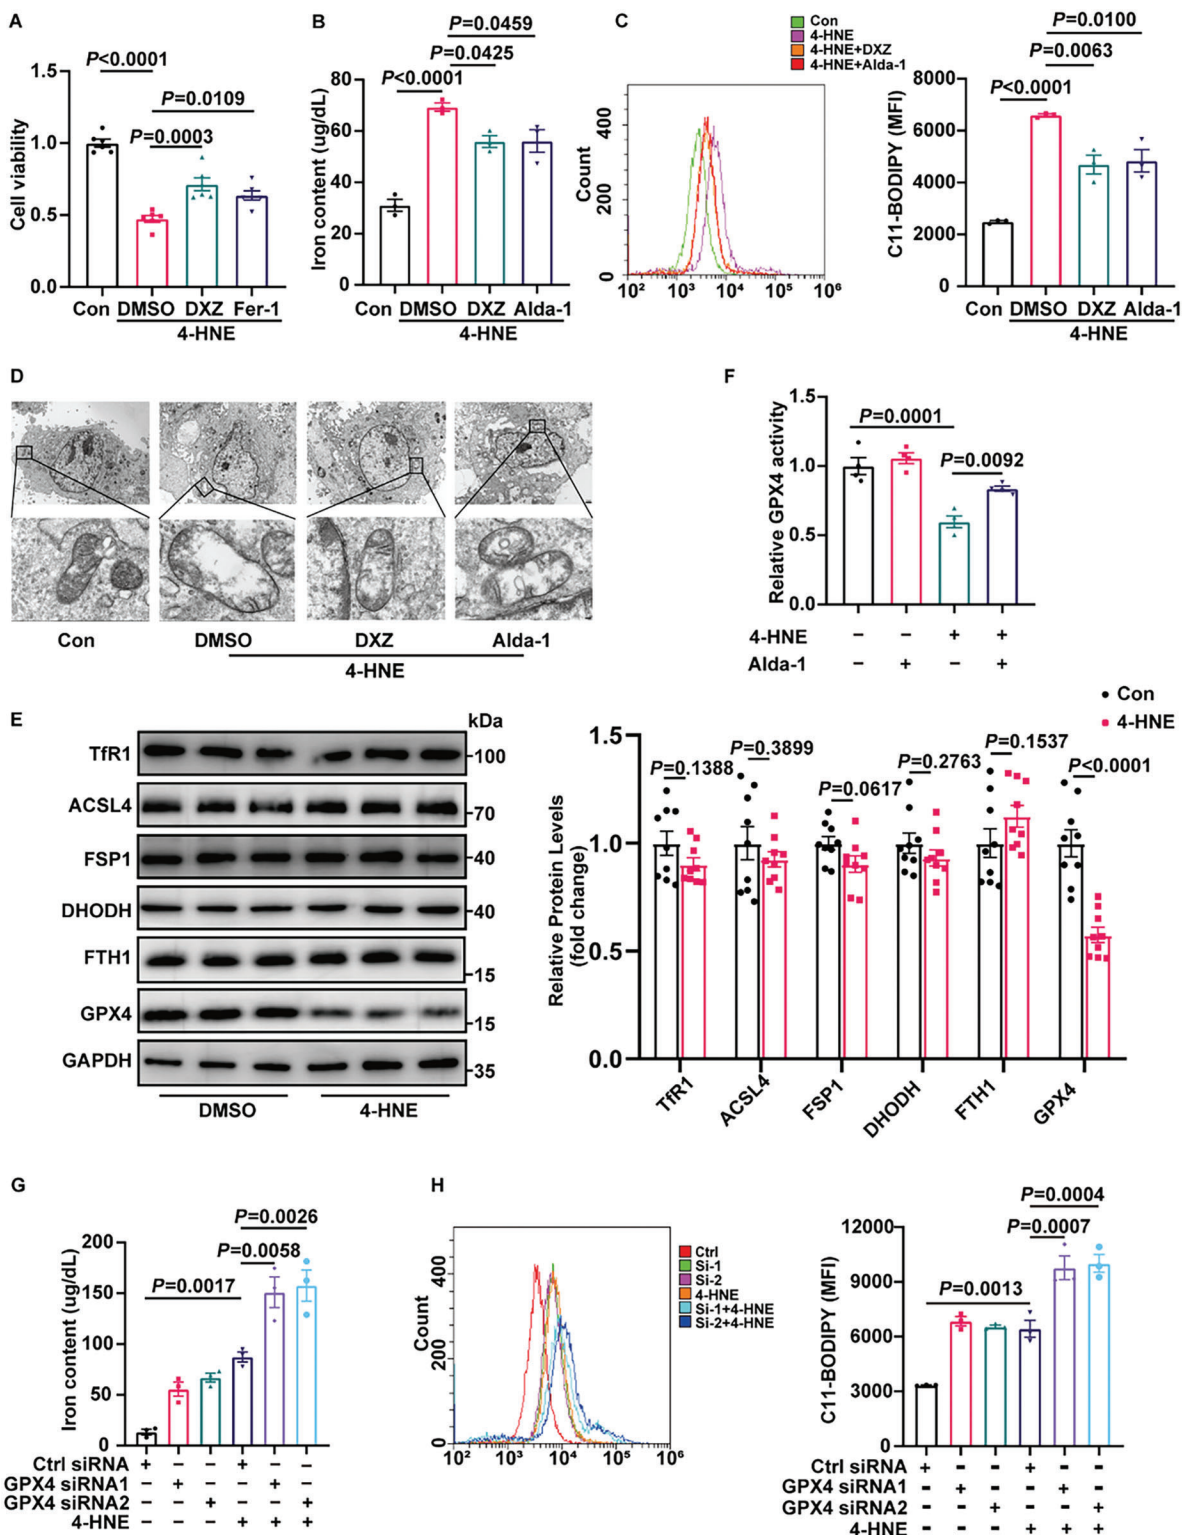 A
P<0.0001
P=0.0109
P=0.0003
Cell viability
1.5
1.0
0.5
0.0
Con DMSO DXZ Fer-1
4-HNE
B
P=0.0459
P=0.0425
P<0.0001
Iron content (ug/dL)
80
60
40
20
0
Con DMSO DXZ Alda-1
4-HNE
C
Con
4-HNE
4-HNE+DXZ
4-HNE+Alda-1
Count
400
200
0
10² 10³ 10⁴ 10⁵ 10⁶
P=0.0100
P=0.0063
P<0.0001
C11-BODIPY (MFI)
8000
6000
4000
2000
0
Con DMSO DXZ Alda-1
4-HNE
D
Con DMSO DXZ Alda-1
4-HNE
F
P=0.0001
P=0.0092
Relative GPX4 activity
1.5
1.0
0.5
0.0
4-HNE − − + +
Alda-1 − + − +
E
kDa
TfR1 100
ACSL4 70
FSP1 40
DHODH 40
FTH1 15
GPX4 15
GAPDH 35
DMSO 4-HNE
Con
4-HNE
Relative Protein Levels
(fold change)
1.5
1.0
0.5
0.0
P=0.1388
P=0.3899
P=0.0617
P=0.2763
P=0.1537
P<0.0001
TfR1 ACSL4 FSP1 DHODH FTH1 GPX4
G
P=0.0026
P=0.0058
P=0.0017
Iron content (ug/dL)
200
150
100
50
0
Ctrl siRNA + − − + − −
GPX4 siRNA1 − + − − + −
GPX4 siRNA2 − − + − − +
4-HNE − − − + + +
H
Ctrl
Si-1
Si-2
4-HNE
Si-1+4-HNE
Si-2+4-HNE
Count
400
200
0
10² 10³ 10⁴ 10⁵ 10⁶
P=0.0004
P=0.0007
P=0.0013
C11-BODIPY (MFI)
12000
9000
6000
3000
0
Ctrl siRNA + − − + − −
GPX4 siRNA1 − + − − + −
GPX4 siRNA2 − − + − − +
4-HNE − − − + + +